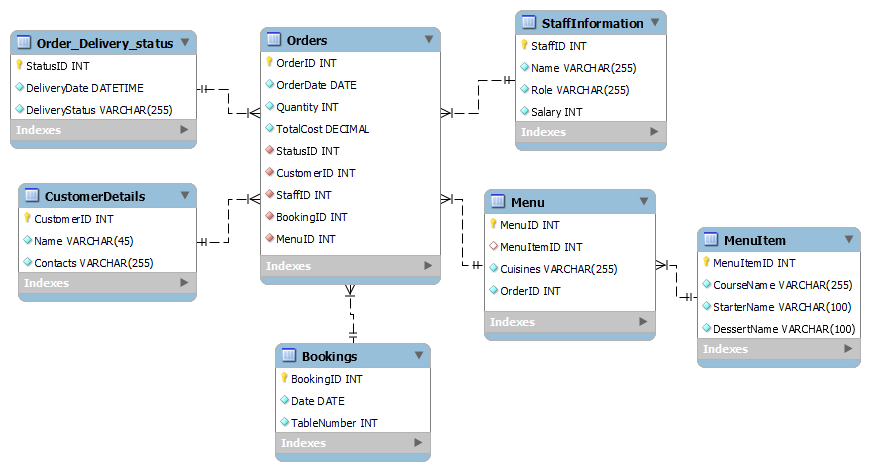 Order_Delivery_status
StatusID INT
DeliveryDate DATETIME
DeliveryStatus VARCHAR(255)
Indexes
CustomerDetails
CustomerID INT
Name VARCHAR(45)
Contacts VARCHAR(255)
Indexes
Orders
OrderID INT
OrderDate DATE
Quantity INT
TotalCost DECIMAL
StatusID INT
CustomerID INT
StaffID INT
BookingID INT
MenuID INT
Indexes
Bookings
BookingID INT
Date DATE
TableNumber INT
Indexes
StaffInformation
StaffID INT
Name VARCHAR(255)
Role VARCHAR(255)
Salary INT
Indexes
Menu
MenuID INT
MenuItemID INT
Cuisines VARCHAR(255)
OrderID INT
Indexes
MenuItem
MenuItemID INT
CourseName VARCHAR(255)
StarterName VARCHAR(100)
DessertName VARCHAR(100)
Indexes